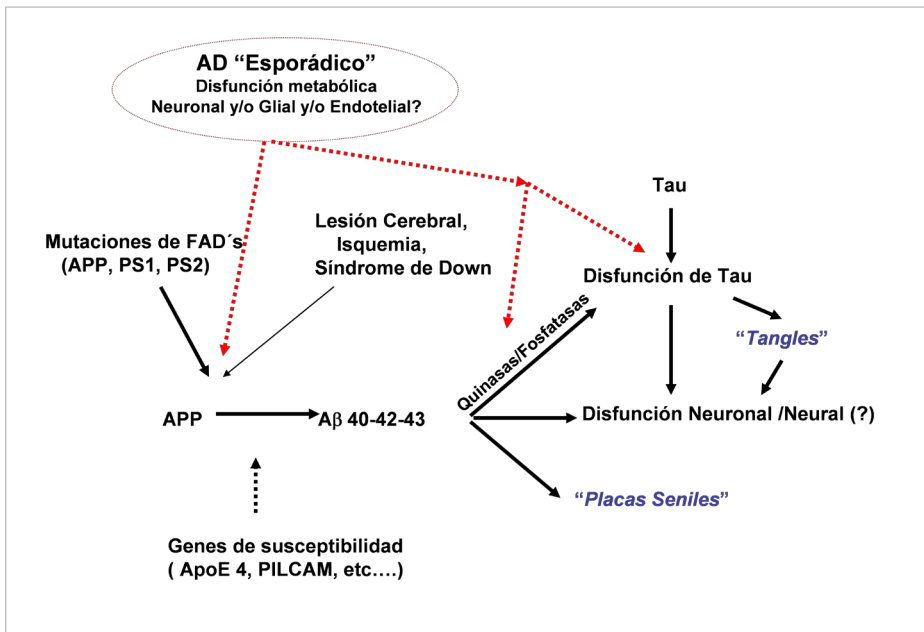 AD “Esporádico”
Disfunción metabólica
Neuronal y/o Glial y/o Endotelial?
Tau
Lesión Cerebral,
Isquemia,
Síndrome de Down
Mutaciones de FAD´s
(APP, PS1, PS2)
Disfunción de Tau
“Tangles”
Quinasas/Fosfatasas
APP
Aβ 40-42-43
Disfunción Neuronal /Neural (?)
“Placas Seniles”
Genes de susceptibilidad
( ApoE 4, PILCAM, etc….)